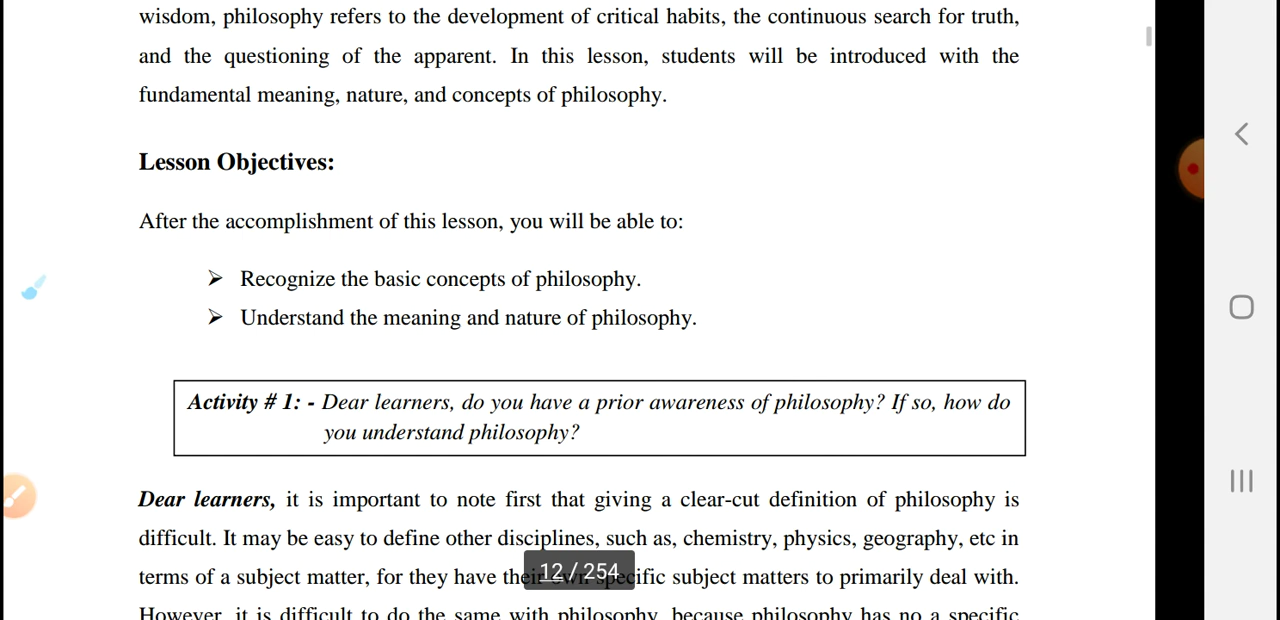 wisdom, philosophy refers to the development of critical habits, the continuous search for truth,
and the questioning of the apparent. In this lesson, students will be introduced with the
fundamental meaning, nature, and concepts of philosophy.
Lesson Objectives:
After the accomplishment of this lesson, you will be able to:
➢ Recognize the basic concepts of philosophy.
➢ Understand the meaning and nature of philosophy.
Activity # 1: - Dear learners, do you have a prior awareness of philosophy? If so, how do
you understand philosophy?
Dear learners, it is important to note first that giving a clear-cut definition of philosophy is
difficult. It may be easy to define other disciplines, such as, chemistry, physics, geography, etc in
12 / 254
terms of a subject matter, for they have their own specific subject matters to primarily deal with.
However, it is difficult to do the same with philosophy, because philosophy has no a specific